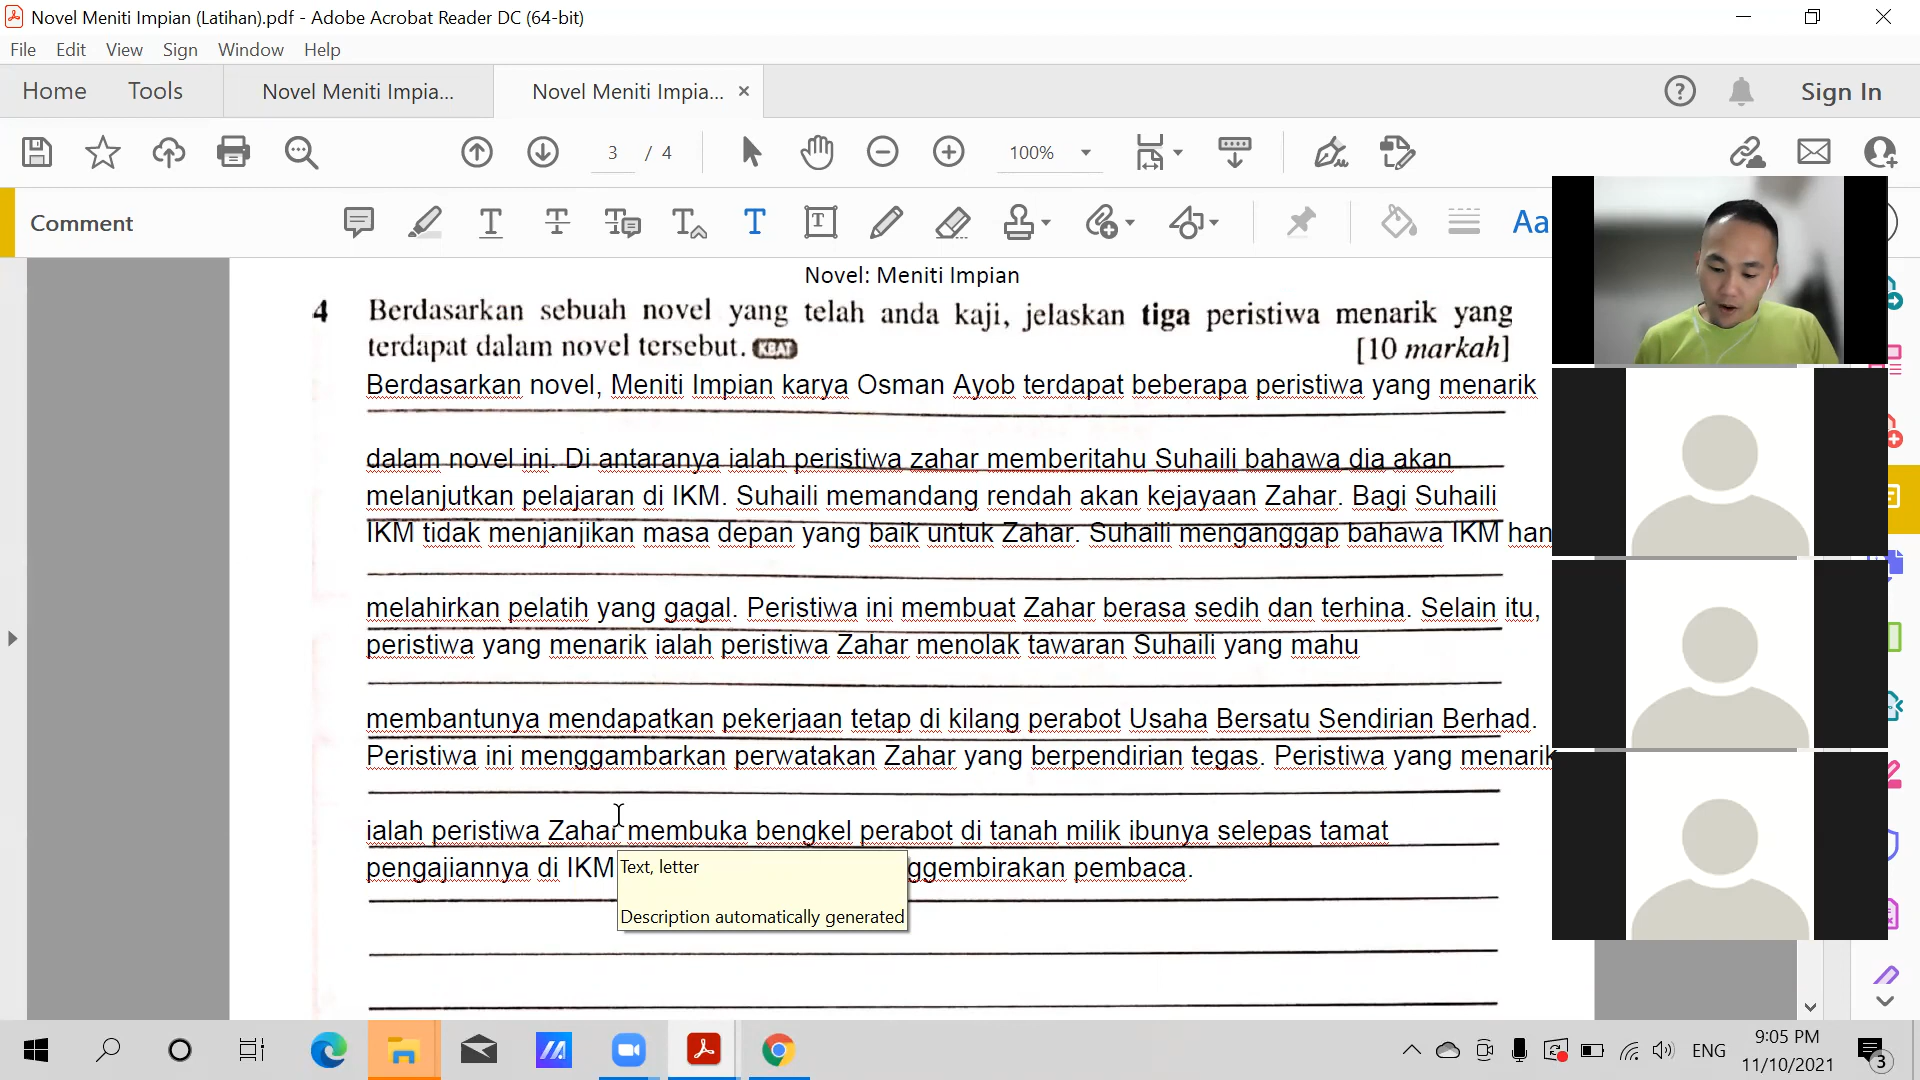 Novel Meniti Impian (Latihan).pdf - Adobe Acrobat Reader DC (64-bit)
File Edit View Sign Window Help
Home Tools Novel Meniti Impia... Novel Meniti Impia... × Sign In
3 / 4 100%
Comment Aa
Novel: Meniti Impian
4 Berdasarkan sebuah novel yang telah anda kaji, jelaskan tiga peristiwa menarik yang
terdapat dalam novel tersebut. KBAT [10 markah]
Berdasarkan novel, Meniti Impian karya Osman Ayob terdapat beberapa peristiwa yang menarik
dalam novel ini. Di antaranya ialah peristiwa zahar memberitahu Suhaili bahawa dia akan
melanjutkan pelajaran di IKM. Suhaili memandang rendah akan kejayaan Zahar. Bagi Suhaili
IKM tidak menjanjikan masa depan yang baik untuk Zahar. Suhaili menganggap bahawa IKM han
melahirkan pelatih yang gagal. Peristiwa ini membuat Zahar berasa sedih dan terhina. Selain itu,
peristiwa yang menarik ialah peristiwa Zahar menolak tawaran Suhaili yang mahu
membantunya mendapatkan pekerjaan tetap di kilang perabot Usaha Bersatu Sendirian Berhad.
Peristiwa ini menggambarkan perwatakan Zahar yang berpendirian tegas. Peristiwa yang menarik
ialah peristiwa Zahar membuka bengkel perabot di tanah milik ibunya selepas tamat
pengajiannya di IKM ggembirakan pembaca.
Text, letter
Description automatically generated
ENG
9:05 PM
11/10/2021
3